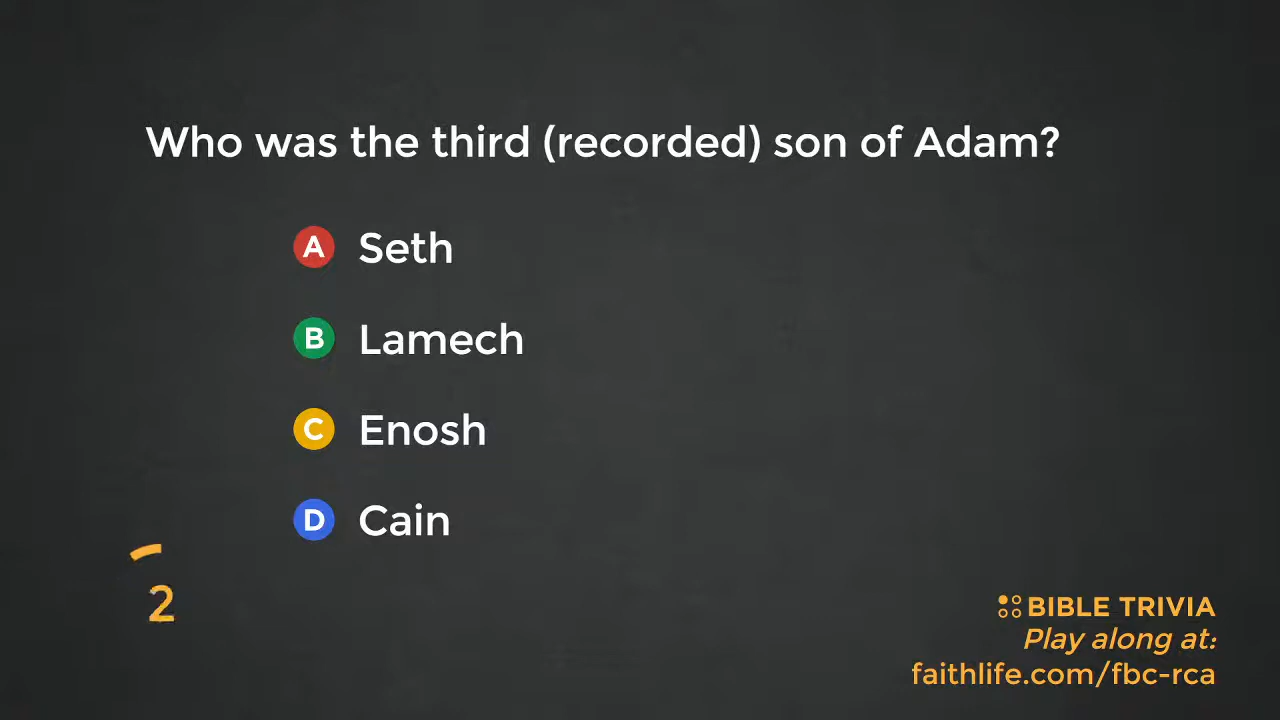 Who was the third (recorded) son of Adam?
A Seth
B Lamech
C Enosh
D Cain
2
BIBLE TRIVIA
Play along at:
faithlife.com/fbc-rca